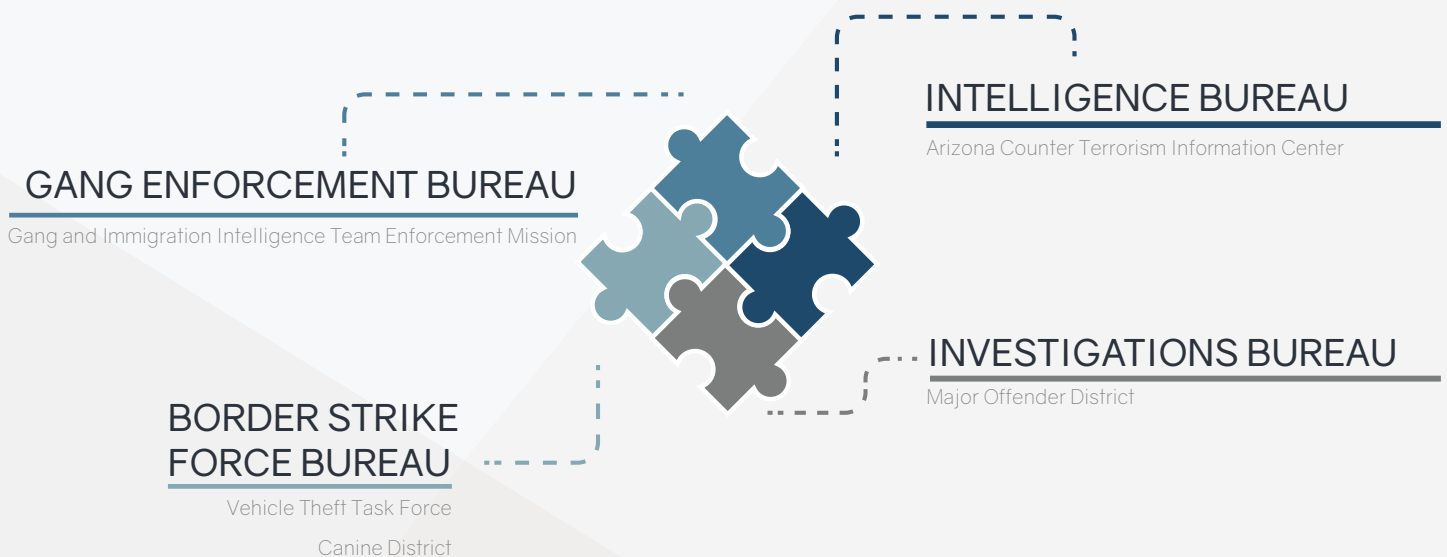 INTELLIGENCE BUREAU
Arizona Counter Terrorism Information Center
GANG ENFORCEMENT BUREAU
Gang and Immigration Intelligence Team Enforcement Mission
INVESTIGATIONS BUREAU
Major Offender District
BORDER STRIKE
FORCE BUREAU
Vehicle Theft Task Force
Canine District